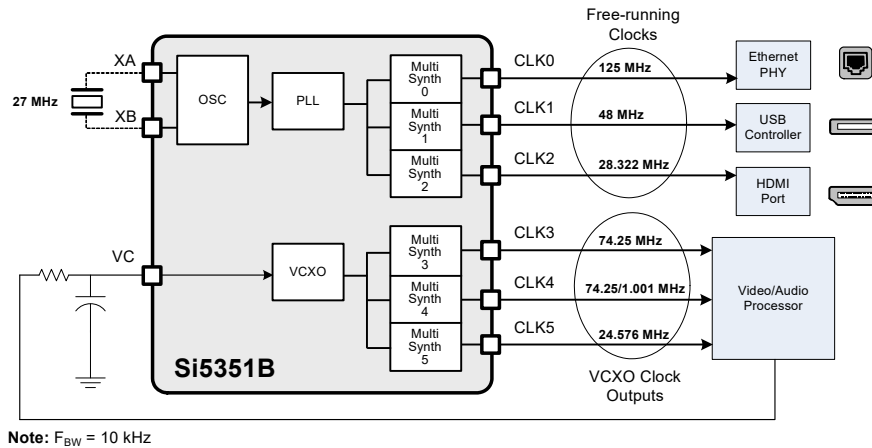 Free-running
Clocks
XA
27 MHz
XB
OSC
PLL
Multi
Synth
0
Multi
Synth
1
Multi
Synth
2
CLK0
125 MHz
Ethernet
PHY
CLK1
48 MHz
USB
Controller
CLK2
28.322 MHz
HDMI
Port
VC
VCXO
Multi
Synth
3
Multi
Synth
4
Multi
Synth
5
CLK3
74.25 MHz
CLK4
74.25/1.001 MHz
CLK5
24.576 MHz
Video/Audio
Processor
Si5351B
VCXO Clock
Outputs
Note: FBW = 10 kHz